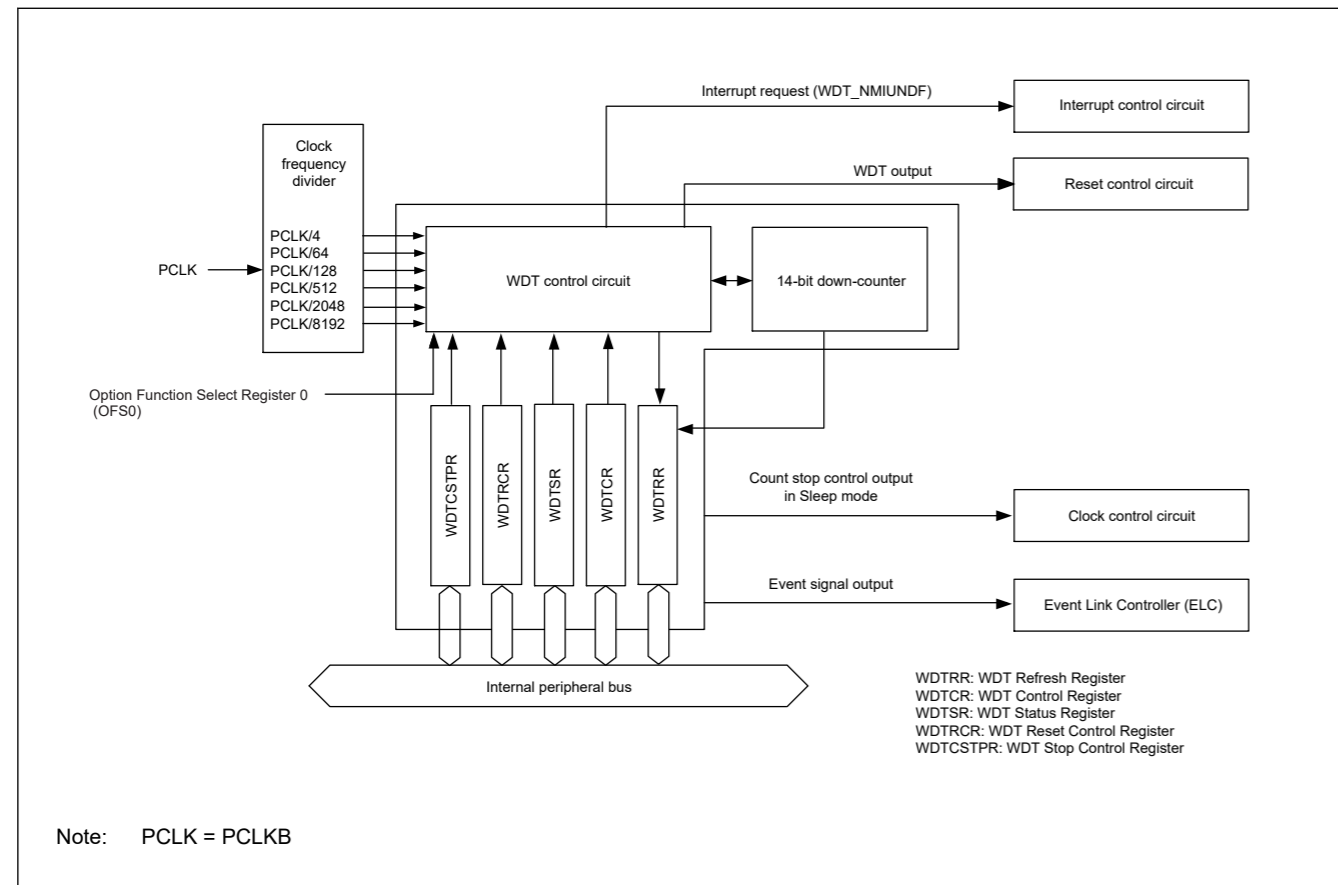 Interrupt request (WDT_NMIUNDF)
Interrupt control circuit
Clock
frequency
divider
WDT output
Reset control circuit
PCLK/4
PCLK/64
PCLK/128
PCLK/512
PCLK/2048
PCLK/8192
PCLK
WDT control circuit
14-bit down-counter
Option Function Select Register 0
(OFS0)
WDTCSTPR
WDTRCR
WDTSR
WDTCR
WDTRR
Count stop control output
in Sleep mode
Clock control circuit
Event signal output
Event Link Controller (ELC)
Internal peripheral bus
WDTRR: WDT Refresh Register
WDTCR: WDT Control Register
WDTSR: WDT Status Register
WDTRCR: WDT Reset Control Register
WDTCSTPR: WDT Stop Control Register
Note: PCLK = PCLKB